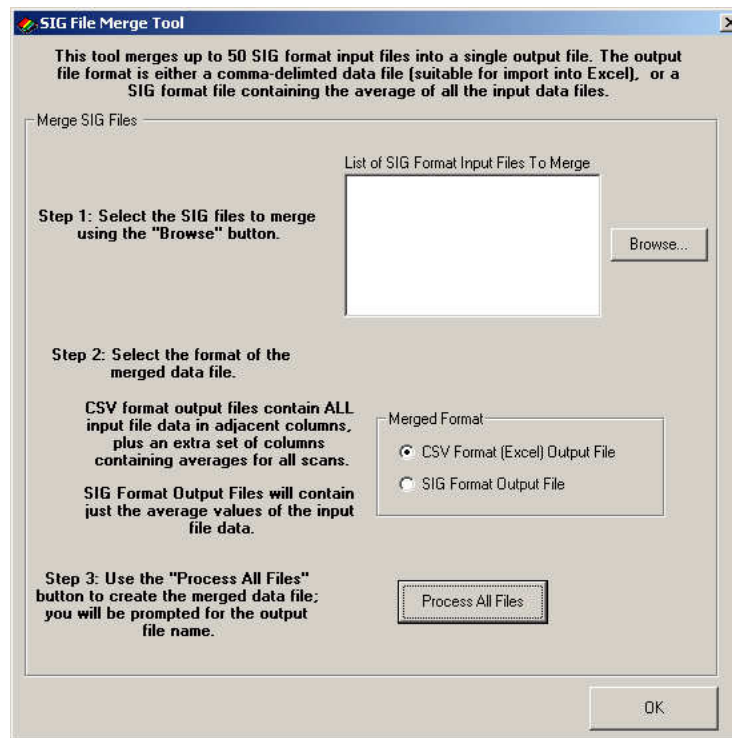 SIG File Merge Tool
This tool merges up to 50 SIG format input files into a single output file. The output
file format is either a comma-delimted data file (suitable for import into Excel), or a
SIG format file containing the average of all the input data files.
Merge SIG Files
List of SIG Format Input Files To Merge
Step 1: Select the SIG files to merge
using the "Browse" button.
Browse...
Step 2: Select the format of the
merged data file.
CSV format output files contain ALL
input file data in adjacent columns,
plus an extra set of columns
containing averages for all scans.
SIG Format Output Files will contain
just the average values of the input
file data.
Merged Format
CSV Format (Excel) Output File
SIG Format Output File
Step 3: Use the "Process All Files"
button to create the merged data file;
you will be prompted for the output
file name.
Process All Files
OK